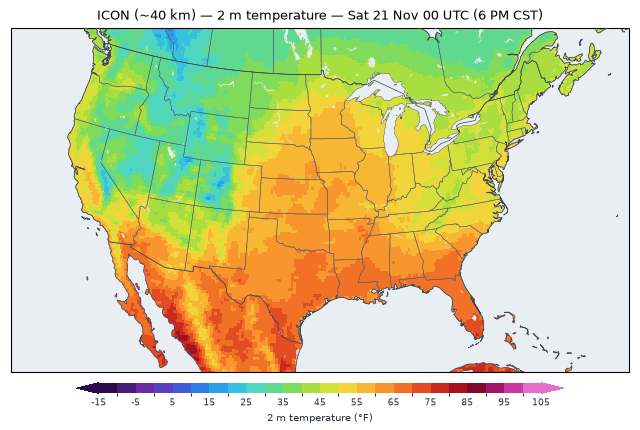 ICON (~40 km) — 2 m temperature — Sat 21 Nov 00 UTC (6 PM CST)
-15 -5 5 15 25 35 45 55 65 75 85 95 105
2 m temperature (°F)